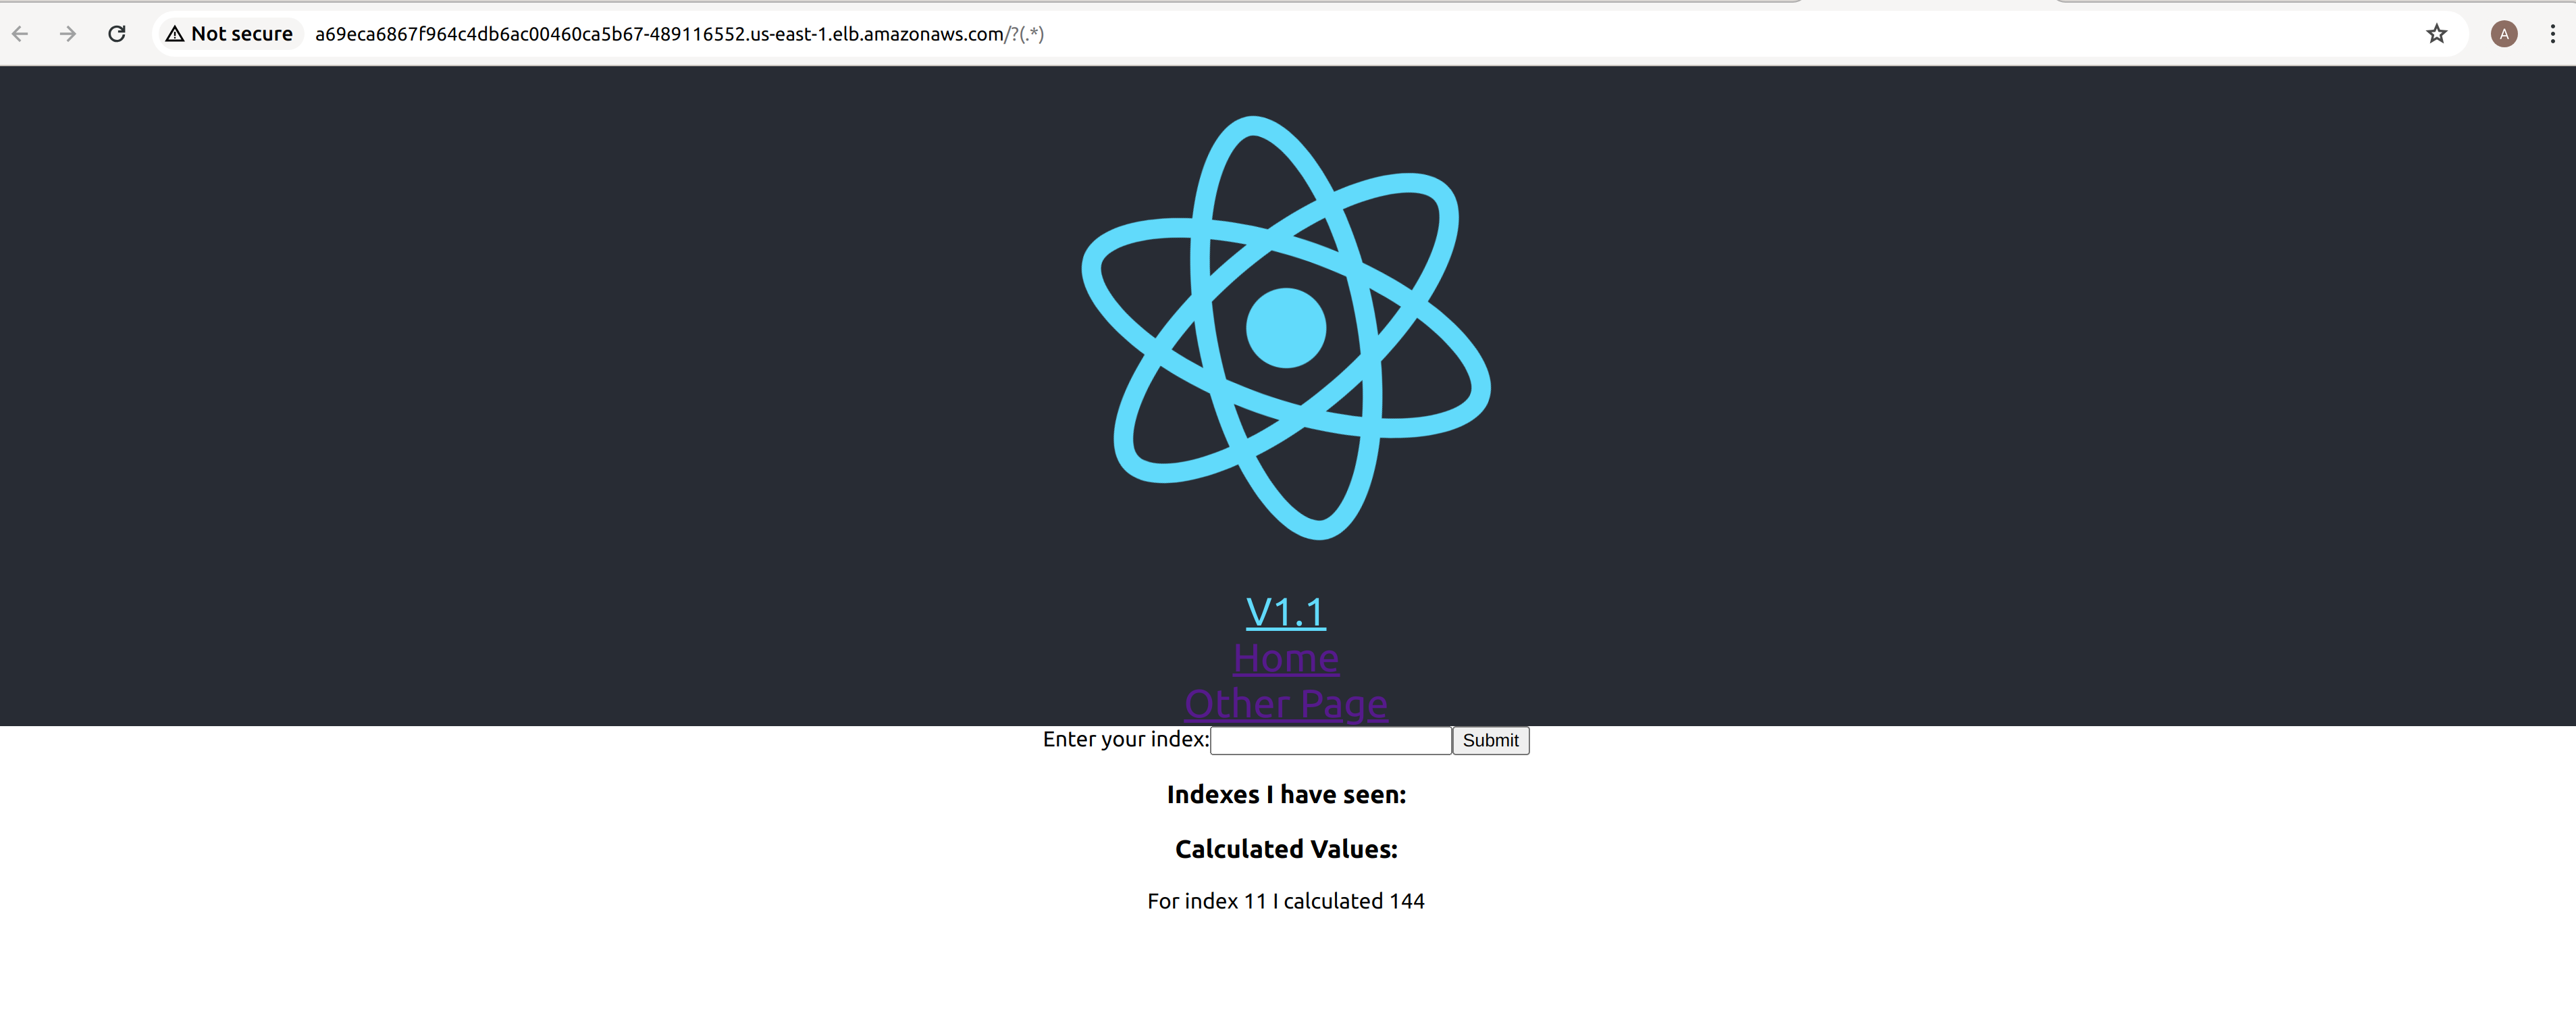 Not secure a69eca6867f964c4db6ac00460ca5b67-489116552.us-east-1.elb.amazonaws.com/?(.*)
A
V1.1
Home
Other Page
Enter your index: Submit
Indexes I have seen:
Calculated Values:
For index 11 I calculated 144